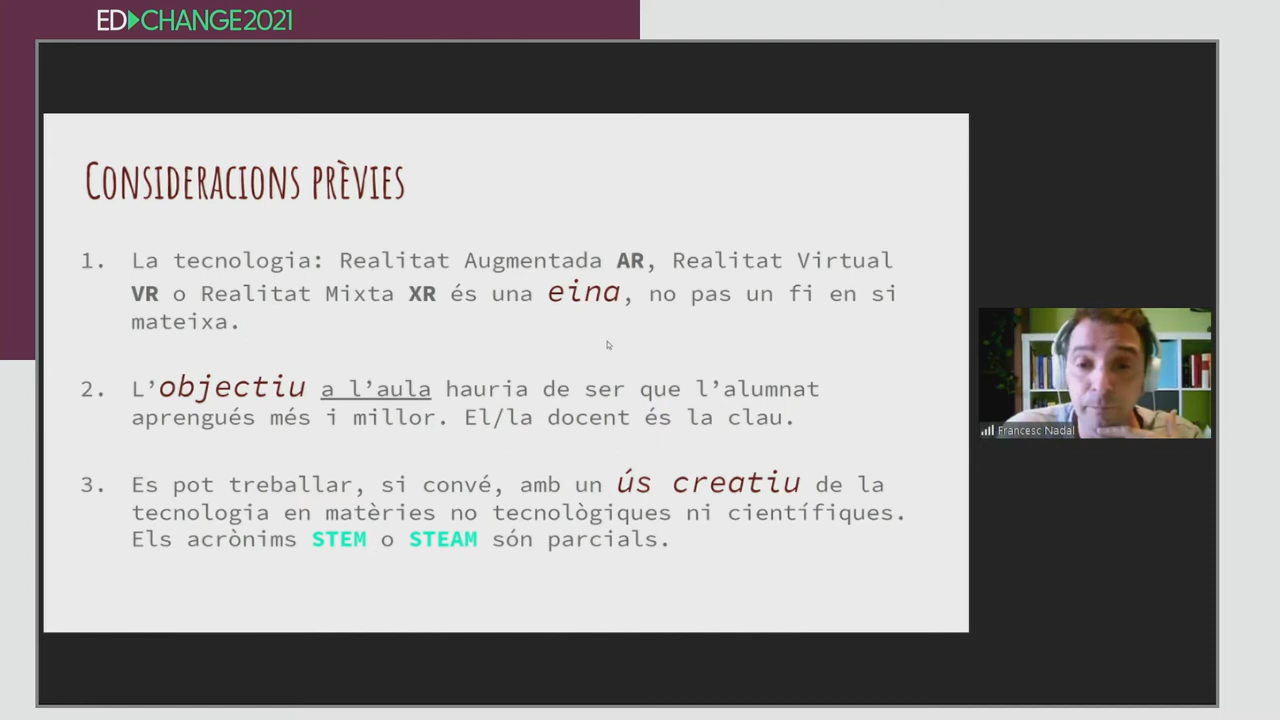 ED▶CHANGE2021
CONSIDERACIONS PRÈVIES
1. La tecnologia: Realitat Augmentada AR, Realitat Virtual
VR o Realitat Mixta XR és una eina, no pas un fi en si
mateixa.
2. L’objectiu a l’aula hauria de ser que l’alumnat
aprengués més i millor. El/la docent és la clau.
3. Es pot treballar, si convé, amb un ús creatiu de la
tecnologia en matèries no tecnològiques ni científiques.
Els acrònims STEM o STEAM són parcials.
Francesc Nadal